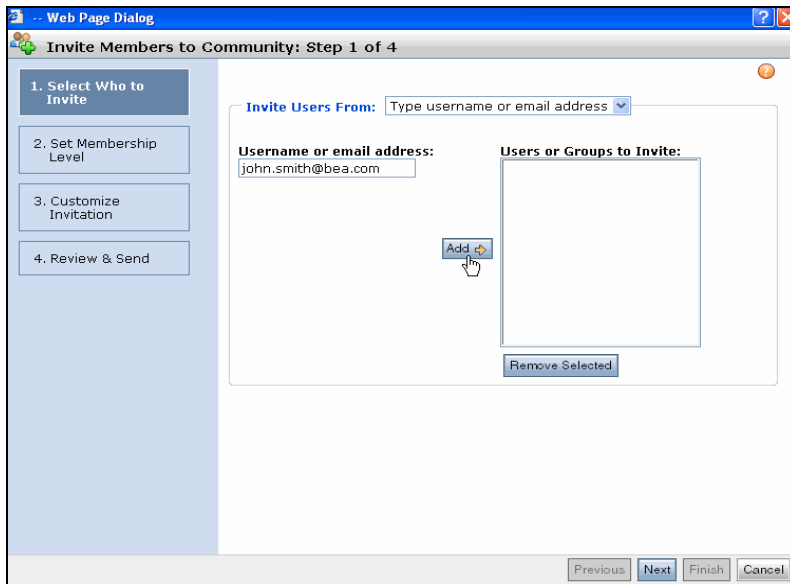 -- Web Page Dialog
Invite Members to Community: Step 1 of 4
1. Select Who to
Invite
2. Set Membership
Level
3. Customize
Invitation
4. Review & Send
Invite Users From: Type username or email address
Username or email address:
john.smith@bea.com
Users or Groups to Invite:
Add
Remove Selected
Previous Next Finish Cancel